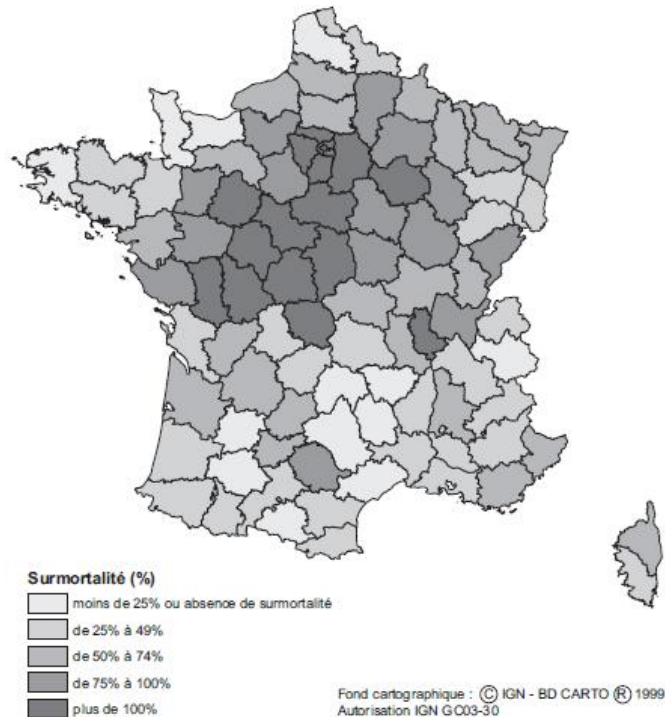 Surmortalité (%)
moins de 25% ou absence de surmortalité
de 25% à 49%
de 50% à 74%
de 75% à 100%
plus de 100%
Fond cartographique : Ⓒ IGN - BD CARTO Ⓡ 1999
Autorisation IGN GC03-30